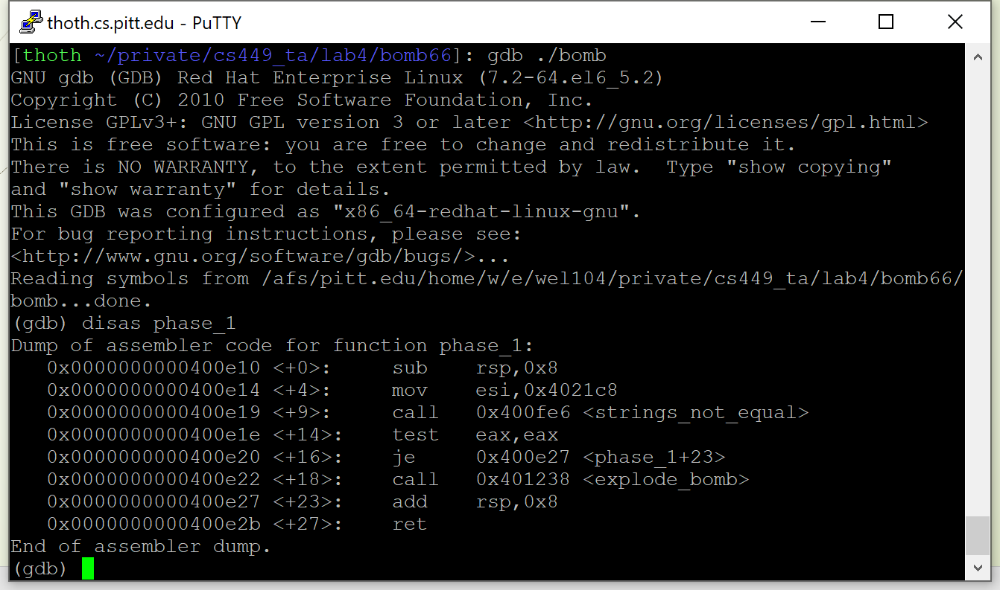 thoth.cs.pitt.edu - PuTTY
[thoth ~/private/cs449_ta/lab4/bomb66]: gdb ./bomb
GNU gdb (GDB) Red Hat Enterprise Linux (7.2-64.el6_5.2)
Copyright (C) 2010 Free Software Foundation, Inc.
License GPLv3+: GNU GPL version 3 or later <http://gnu.org/licenses/gpl.html>
This is free software: you are free to change and redistribute it.
There is NO WARRANTY, to the extent permitted by law.  Type "show copying"
and "show warranty" for details.
This GDB was configured as "x86_64-redhat-linux-gnu".
For bug reporting instructions, please see:
<http://www.gnu.org/software/gdb/bugs/>...
Reading symbols from /afs/pitt.edu/home/w/e/wel104/private/cs449_ta/lab4/bomb66/
bomb...done.
(gdb) disas phase_1
Dump of assembler code for function phase_1:
   0x0000000000400e10 <+0>:     sub    rsp,0x8
   0x0000000000400e14 <+4>:     mov    esi,0x4021c8
   0x0000000000400e19 <+9>:     call   0x400fe6 <strings_not_equal>
   0x0000000000400e1e <+14>:    test   eax,eax
   0x0000000000400e20 <+16>:    je     0x400e27 <phase_1+23>
   0x0000000000400e22 <+18>:    call   0x401238 <explode_bomb>
   0x0000000000400e27 <+23>:    add    rsp,0x8
   0x0000000000400e2b <+27>:    ret
End of assembler dump.
(gdb)